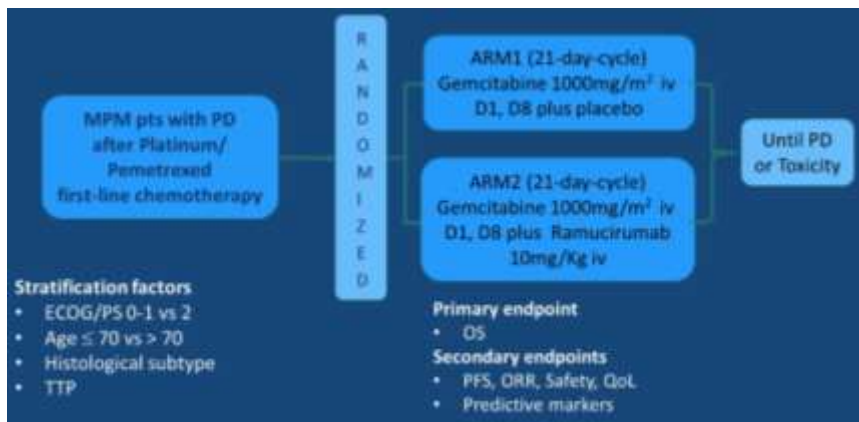 MPM pts with PD
after Platinum/
Pemetrexed
first-line chemotherapy
RANDOMIZED
ARM1 (21-day-cycle)
Gemcitabine 1000mg/m² iv
D1, D8 plus placebo
ARM2 (21-day-cycle)
Gemcitabine 1000mg/m² iv
D1, D8 plus Ramucirumab
10mg/Kg iv
Until PD
or Toxicity
Stratification factors
• ECOG/PS 0-1 vs 2
• Age ≤ 70 vs > 70
• Histological subtype
• TTP
Primary endpoint
• OS
Secondary endpoints
• PFS, ORR, Safety, QoL
• Predictive markers